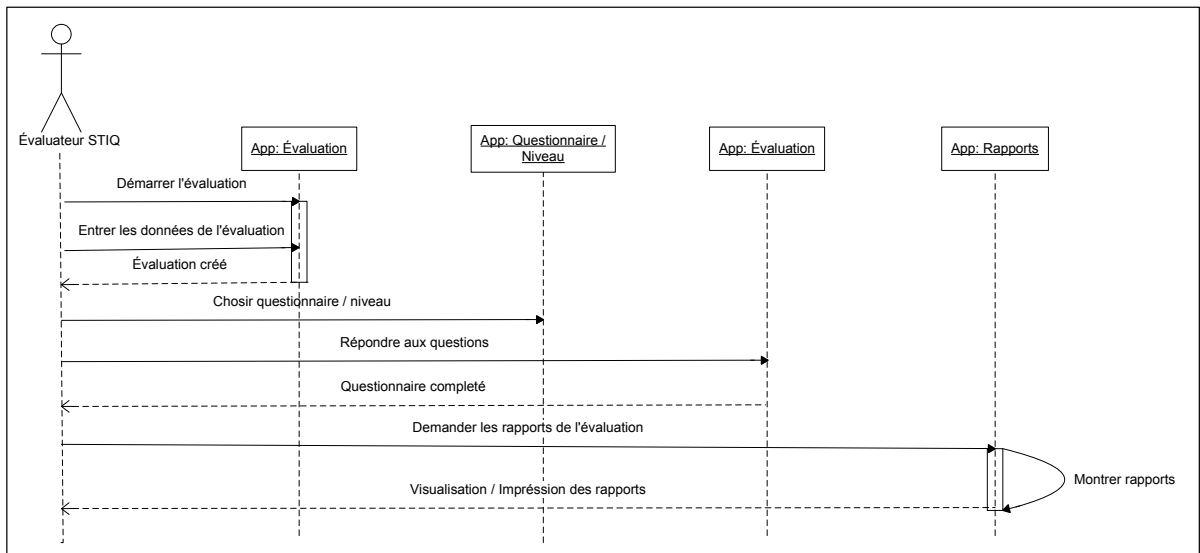 Évaluateur STIQ
App: Évaluation
App: Questionnaire /
Niveau
App: Évaluation
App: Rapports
Démarrer l'évaluation
Entrer les données de l'évaluation
Évaluation créé
Chosir questionnaire / niveau
Répondre aux questions
Questionnaire completé
Demander les rapports de l'évaluation
Montrer rapports
Visualisation / Impréssion des rapports